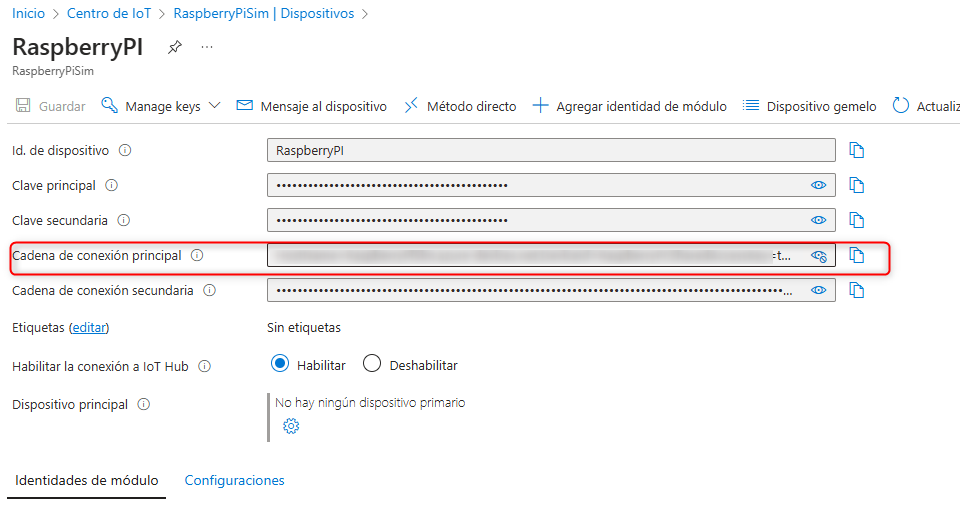 Inicio > Centro de IoT > RaspberryPiSim | Dispositivos >
RaspberryPI ...
RaspberryPiSim
Guardar Manage keys Mensaje al dispositivo Método directo Agregar identidad de módulo Dispositivo gemelo Actualiz
Id. de dispositivo RaspberryPI
Clave principal
Clave secundaria
Cadena de conexión principal =t...
Cadena de conexión secundaria ...
Etiquetas (editar) Sin etiquetas
Habilitar la conexión a IoT Hub Habilitar Deshabilitar
Dispositivo principal No hay ningún dispositivo primario
Identidades de módulo Configuraciones